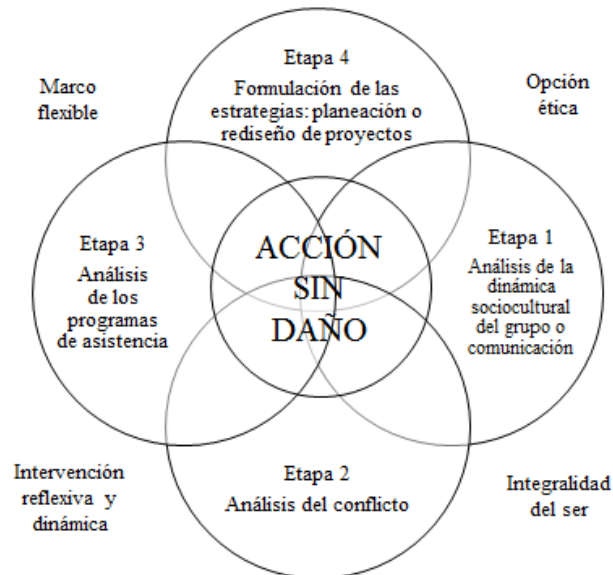 Etapa 4
Formulación de las
estrategias: planeación o
rediseño de proyectos
Marco
flexible
Opción
ética
Etapa 3
Análisis
de los
programas
de asistencia
ACCIÓN
SIN
DAÑO
Etapa 1
Análisis de la
dinámica
sociocultural
del grupo o
comunicación
Etapa 2
Análisis del conflicto
Intervención
reflexiva y
dinámica
Integralidad
del ser